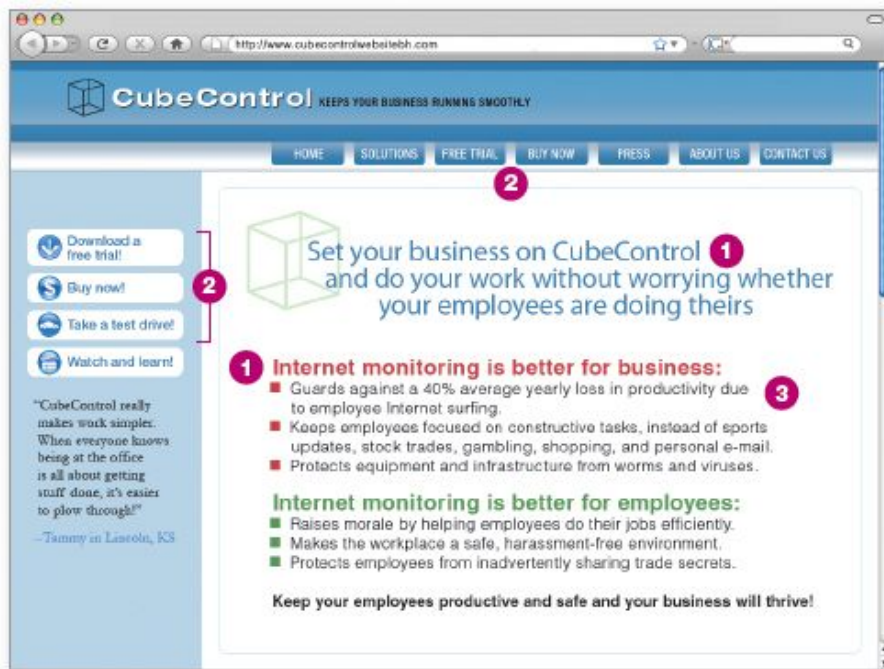 http://www.cubecontrolwebsitebh.com
CubeControl KEEPS YOUR BUSINESS RUNNING SMOOTHLY
HOME SOLUTIONS FREE TRIAL BUY NOW PRESS ABOUT US CONTACT US
2
Download a
free trial!
Buy now!
Take a test drive!
Watch and learn!
2
"CubeControl really
makes work simpler.
When everyone knows
being at the office
is all about getting
stuff done, it's easier
to plow through!"
–Tammy in Lincoln, KS
Set your business on CubeControl 1
and do your work without worrying whether
your employees are doing theirs
1 Internet monitoring is better for business:
Guards against a 40% average yearly loss in productivity due 3
to employee Internet surfing.
Keeps employees focused on constructive tasks, instead of sports
updates, stock trades, gambling, shopping, and personal e-mail.
Protects equipment and infrastructure from worms and viruses.
Internet monitoring is better for employees:
Raises morale by helping employees do their jobs efficiently.
Makes the workplace a safe, harassment-free environment.
Protects employees from inadvertently sharing trade secrets.
Keep your employees productive and safe and your business will thrive!